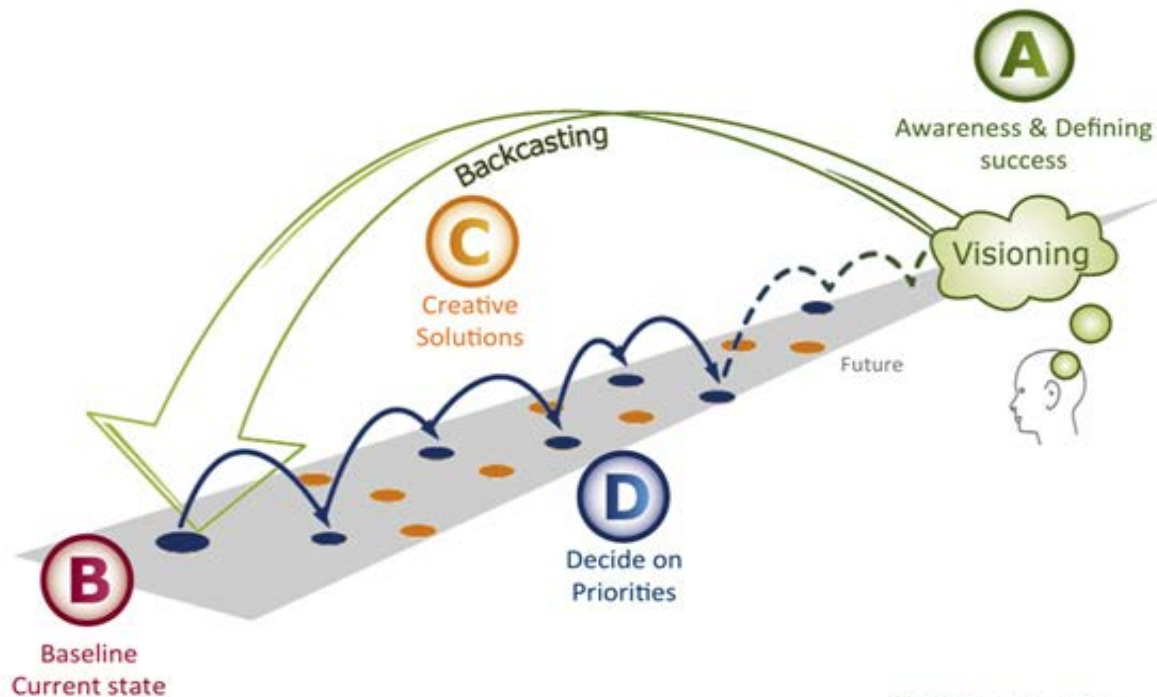 A
Awareness & Defining
success
Backcasting
C
Creative
Solutions
Visioning
Future
D
Decide on
Priorities
B
Baseline
Current state